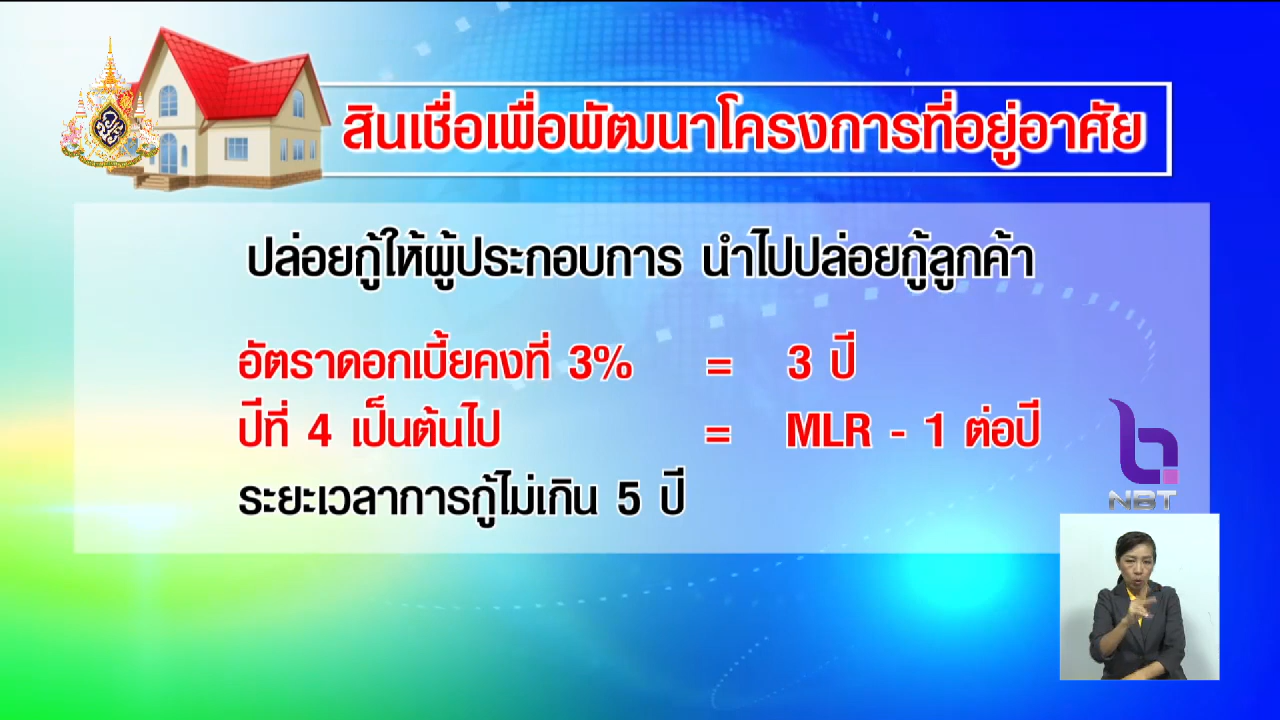 สินเชื่อเพื่อพัฒนาโครงการที่อยู่อาศัย
ปล่อยกู้ให้ผู้ประกอบการ นำไปปล่อยกู้ลูกค้า
อัตราดอกเบี้ยคงที่ 3% = 3 ปี
ปีที่ 4 เป็นต้นไป = MLR - 1 ต่อปี
ระยะเวลาการกู้ไม่เกิน 5 ปี
NBT